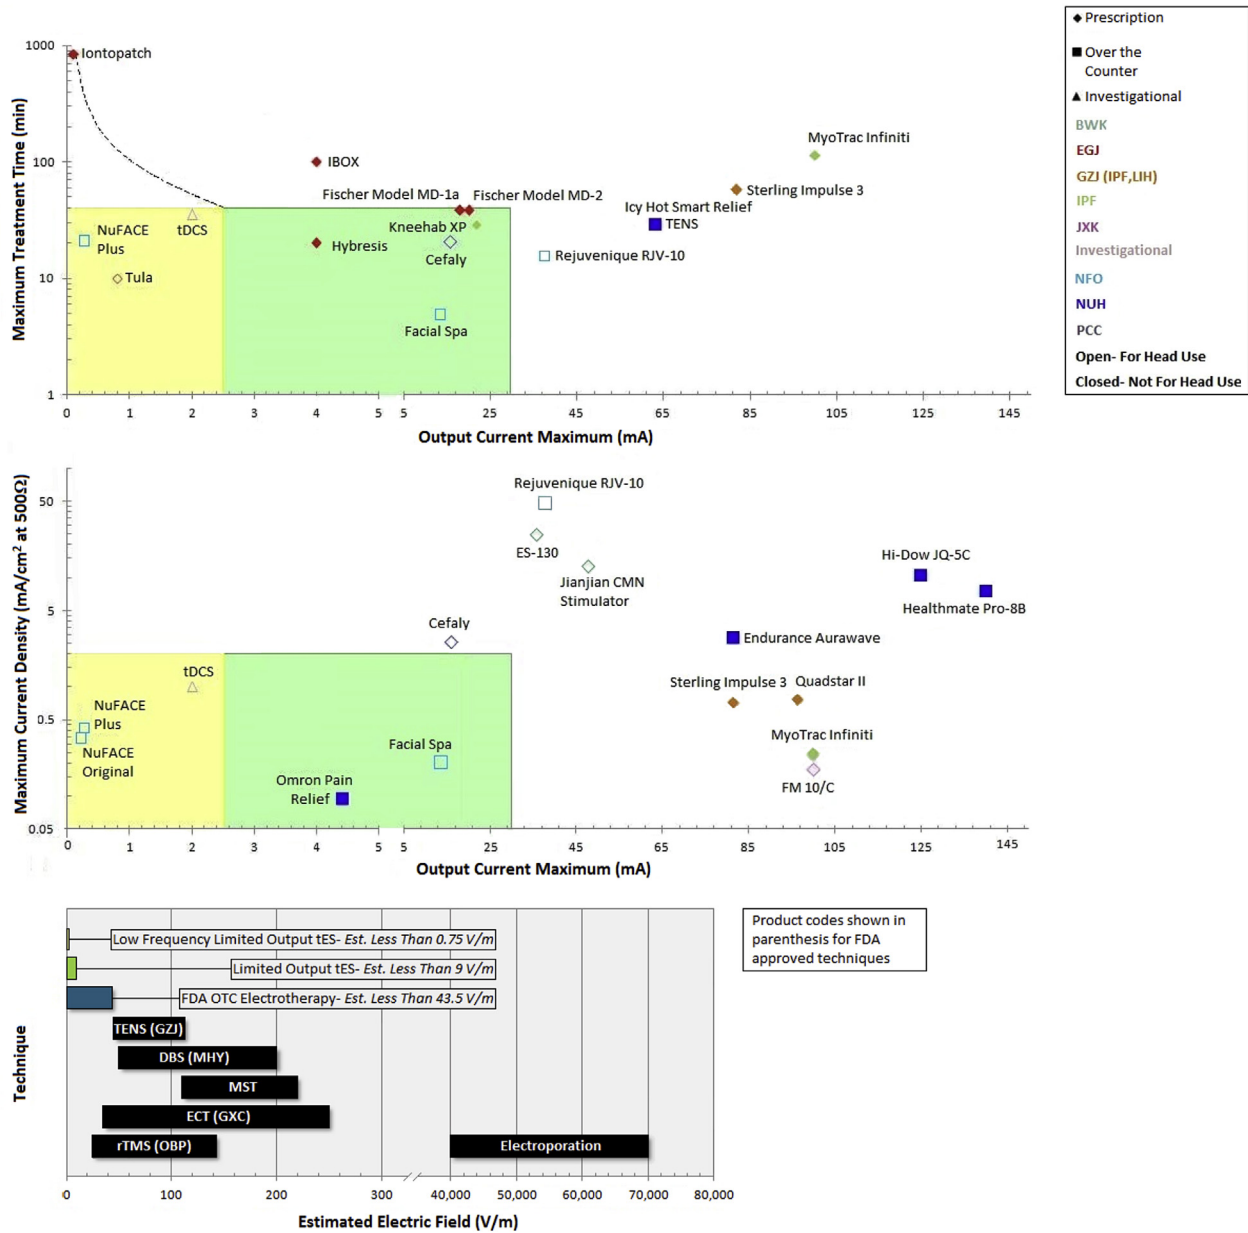 Prescription
Over the
Counter
Investigational
BWK
EGJ
GZJ (IPF,LIH)
IPF
JXK
Investigational
NFO
NUH
PCC
Open- For Head Use
Closed- Not For Head Use
Maximum Treatment Time (min)
1000
100
10
1
Iontopatch
IBOX
MyoTrac Infiniti
Sterling Impulse 3
Fischer Model MD-1a
Fischer Model MD-2
Icy Hot Smart Relief
TENS
Kneehab XP
Cefaly
NuFACE
Plus
tDCS
Hybresis
Rejuvenique RJV-10
Tula
Facial Spa
0 1 2 3 4 5 5 25 45 65 85 105 125 145
Output Current Maximum (mA)
Maximum Current Density (mA/cm² at 500Ω)
50
5
0.5
0.05
Rejuvenique RJV-10
ES-130
Jianjian CMN
Stimulator
Hi-Dow JQ-5C
Healthmate Pro-8B
Cefaly
Endurance Aurawave
tDCS
Sterling Impulse 3
Quadstar II
NuFACE
Plus
NuFACE
Original
Facial Spa
MyoTrac Infiniti
Omron Pain
Relief
FM 10/C
0 1 2 3 4 5 5 25 45 65 85 105 125 145
Output Current Maximum (mA)
Technique
Low Frequency Limited Output tES- Est. Less Than 0.75 V/m
Limited Output tES- Est. Less Than 9 V/m
FDA OTC Electrotherapy- Est. Less Than 43.5 V/m
TENS (GZJ)
DBS (MHY)
MST
ECT (GXC)
rTMS (OBP)
Electroporation
0 100 200 300 40,000 50,000 60,000 70,000 80,000
Estimated Electric Field (V/m)
Product codes shown in
parenthesis for FDA
approved techniques